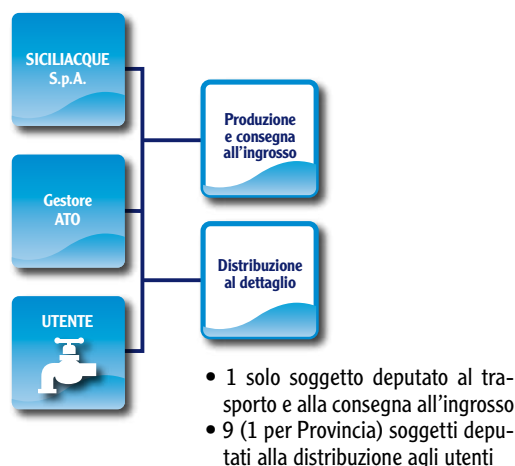 SICILIACQUE
S.p.A.
Produzione
e consegna
all'ingrosso
Gestore
ATO
Distribuzione
al dettaglio
UTENTE
• 1 solo soggetto deputato al tra-
sporto e alla consegna all'ingrosso
• 9 (1 per Provincia) soggetti depu-
tati alla distribuzione agli utenti